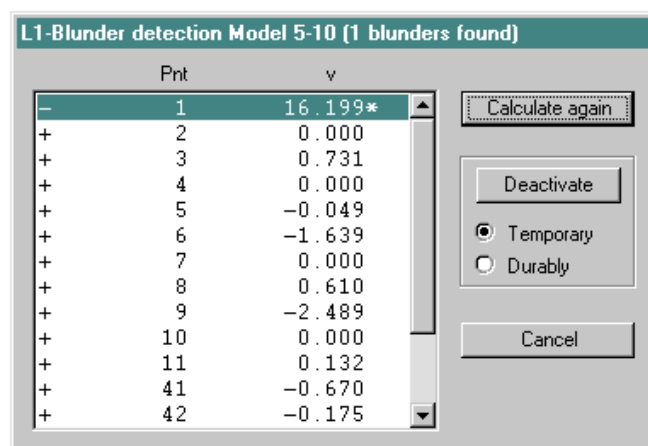 L1-Blunder detection Model 5-10 (1 blunders found)
Pnt v
- 1 16.199*
+ 2 0.000
+ 3 0.731
+ 4 0.000
+ 5 -0.049
+ 6 -1.639
+ 7 0.000
+ 8 0.610
+ 9 -2.489
+ 10 0.000
+ 11 0.132
+ 41 -0.670
+ 42 -0.175
Calculate again
Deactivate
Temporary
Durably
Cancel